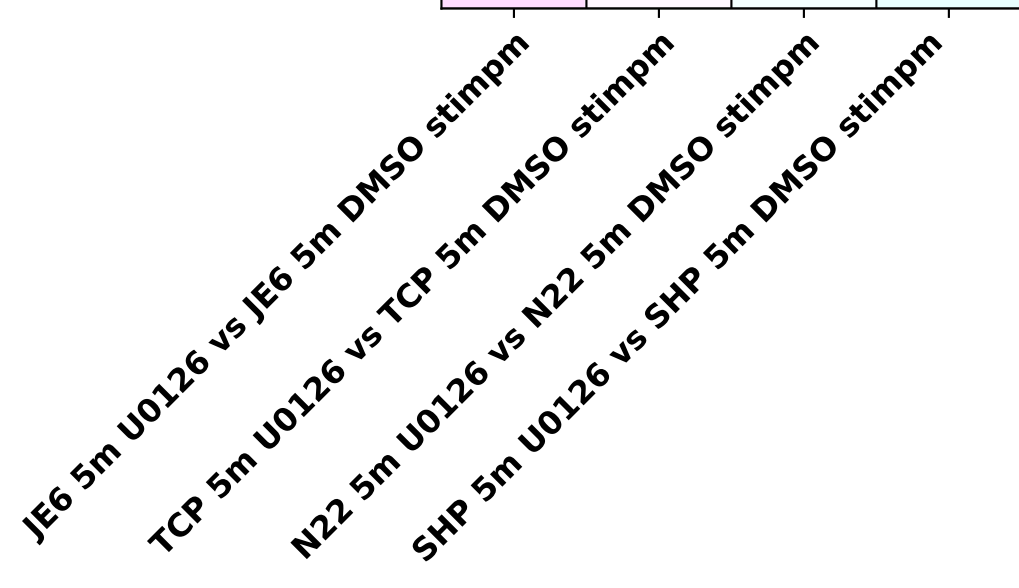 JE6 5m U0126 vs JE6 5m DMSO stimpm
TCP 5m U0126 vs TCP 5m DMSO stimpm
N22 5m U0126 vs N22 5m DMSO stimpm
SHP 5m U0126 vs SHP 5m DMSO stimpm